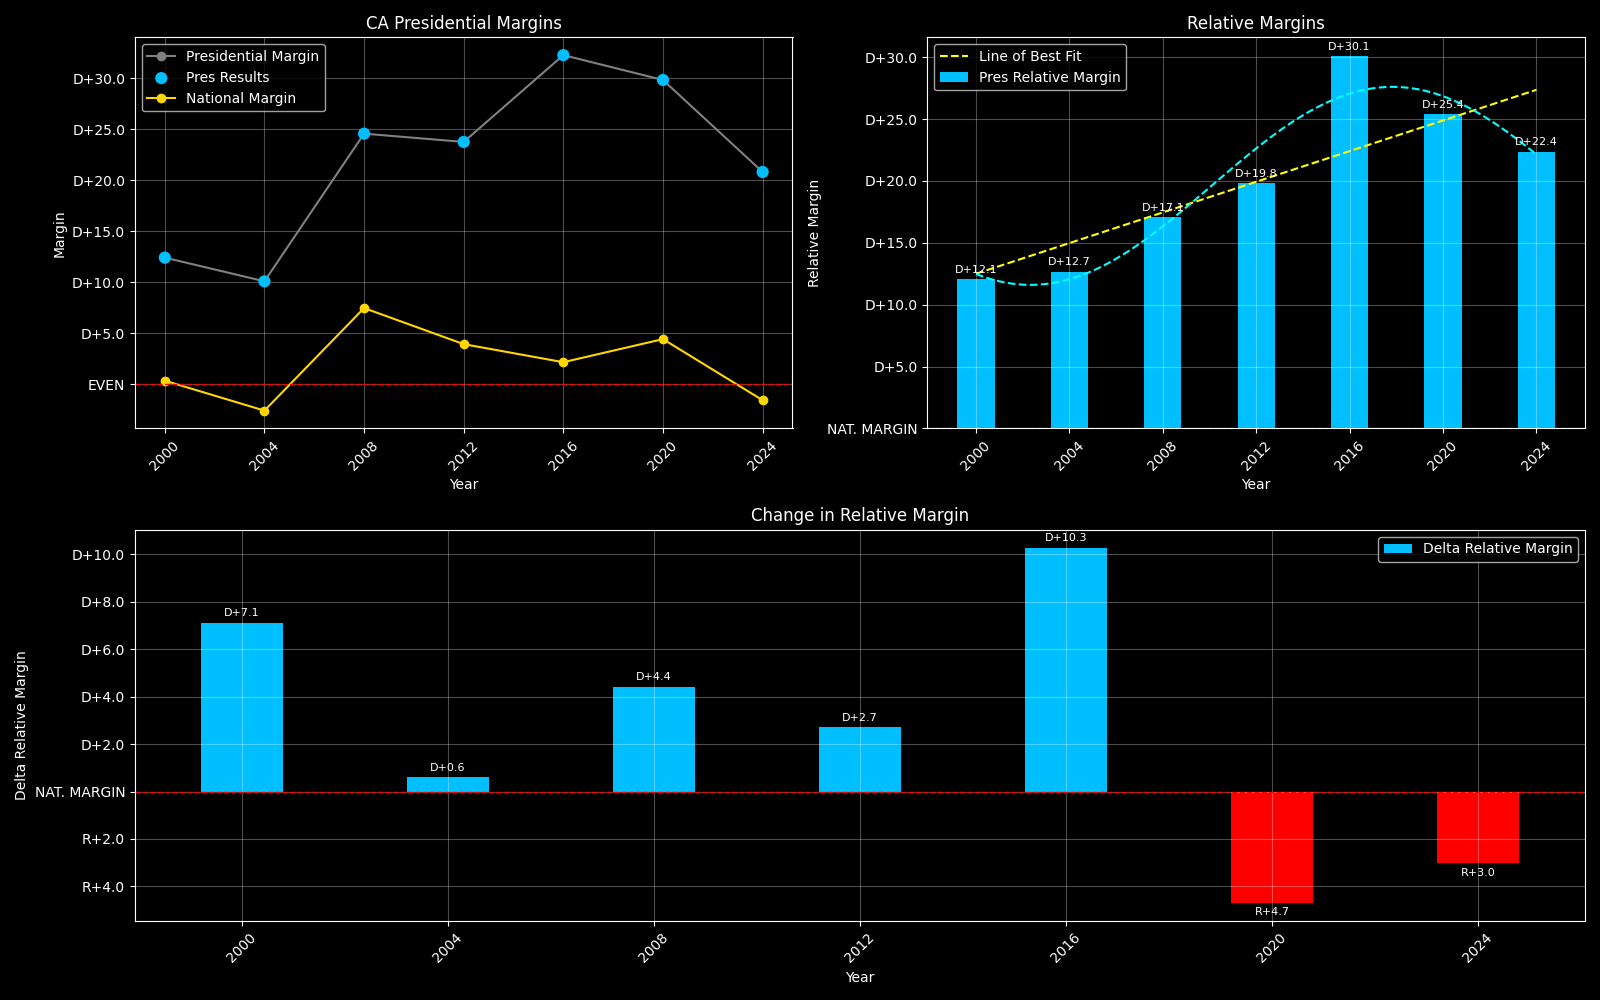 CA Presidential Margins
Presidential Margin
Pres Results
National Margin
D+30.0
D+25.0
D+20.0
D+15.0
D+10.0
D+5.0
EVEN
Margin
2000
2004
2008
2012
2016
2020
2024
Year
Relative Margins
Line of Best Fit
Pres Relative Margin
D+30.0
D+25.0
D+20.0
D+15.0
D+10.0
D+5.0
NAT. MARGIN
Relative Margin
D+12.1
D+12.7
D+17.1
D+19.8
D+30.1
D+25.4
D+22.4
2000
2004
2008
2012
2016
2020
2024
Year
Change in Relative Margin
Delta Relative Margin
D+10.0
D+8.0
D+6.0
D+4.0
D+2.0
NAT. MARGIN
R+2.0
R+4.0
Delta Relative Margin
D+7.1
D+0.6
D+4.4
D+2.7
D+10.3
R+4.7
R+3.0
2000
2004
2008
2012
2016
2020
2024
Year